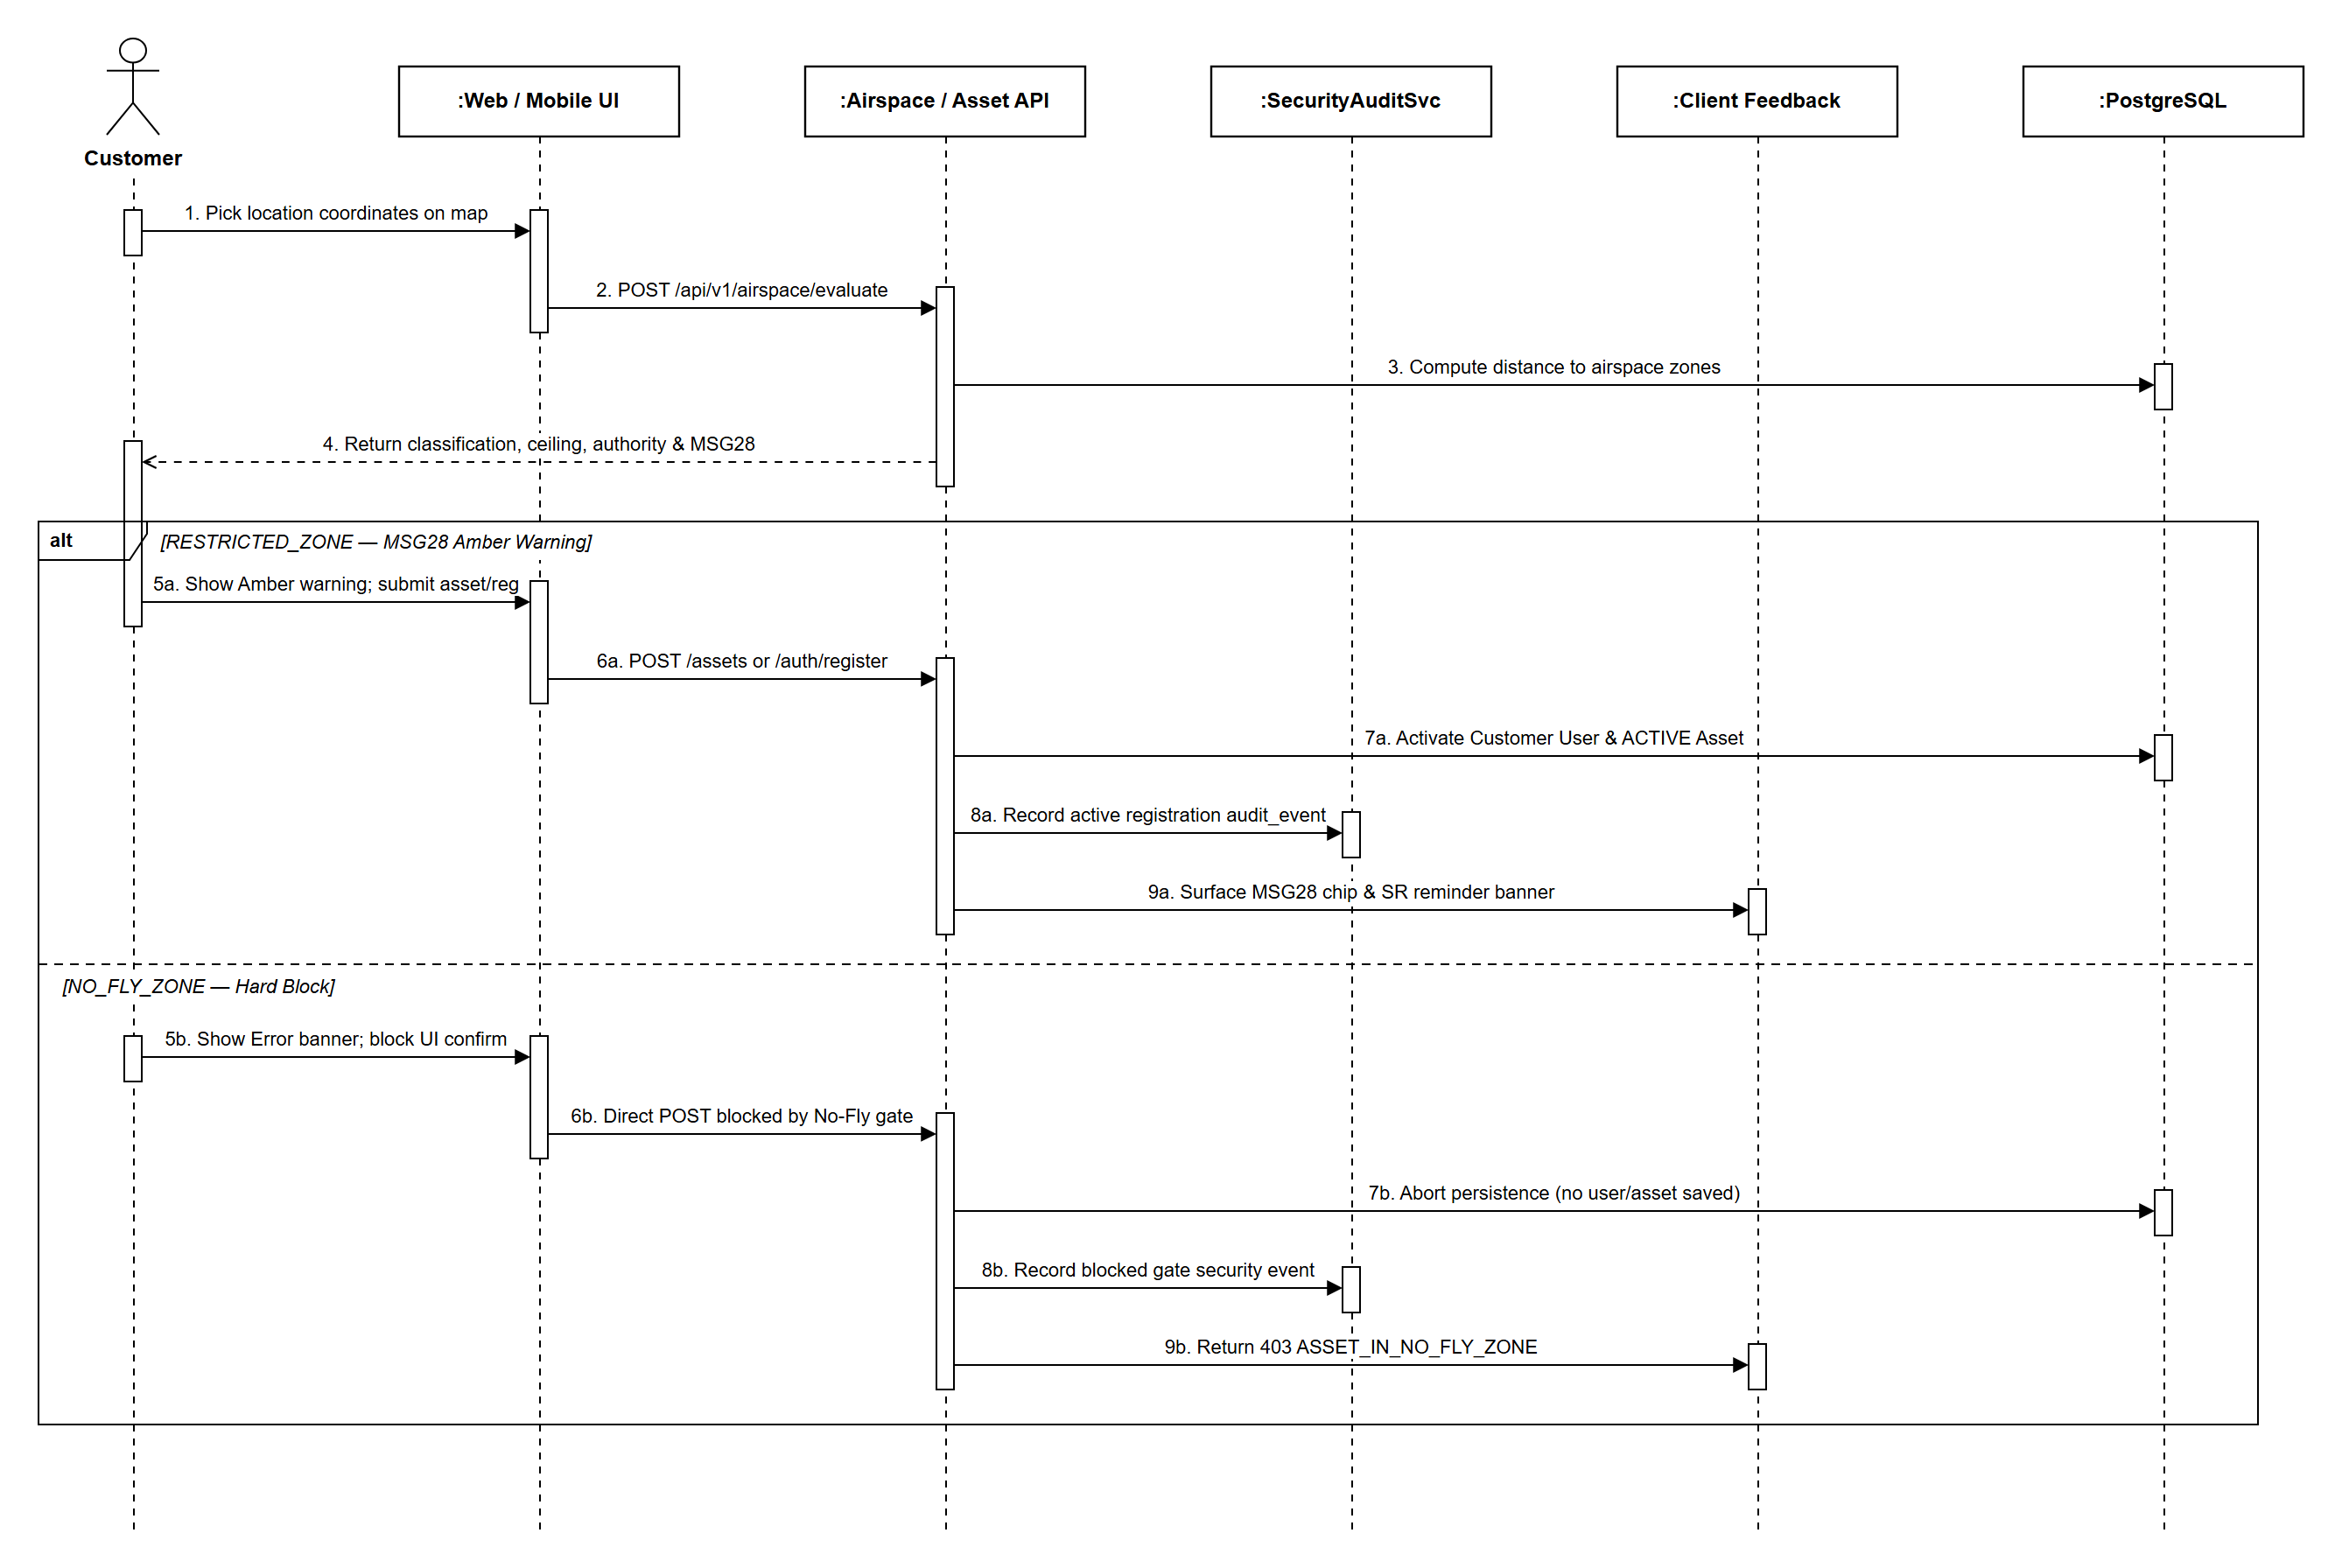 :Web / Mobile UI
:Airspace / Asset API
:SecurityAuditSvc
:Client Feedback
:PostgreSQL
Customer
1. Pick location coordinates on map
2. POST /api/v1/airspace/evaluate
3. Compute distance to airspace zones
4. Return classification, ceiling, authority & MSG28
alt
[RESTRICTED_ZONE — MSG28 Amber Warning]
5a. Show Amber warning; submit asset/reg
6a. POST /assets or /auth/register
7a. Activate Customer User & ACTIVE Asset
8a. Record active registration audit_event
9a. Surface MSG28 chip & SR reminder banner
[NO_FLY_ZONE — Hard Block]
5b. Show Error banner; block UI confirm
6b. Direct POST blocked by No-Fly gate
7b. Abort persistence (no user/asset saved)
8b. Record blocked gate security event
9b. Return 403 ASSET_IN_NO_FLY_ZONE